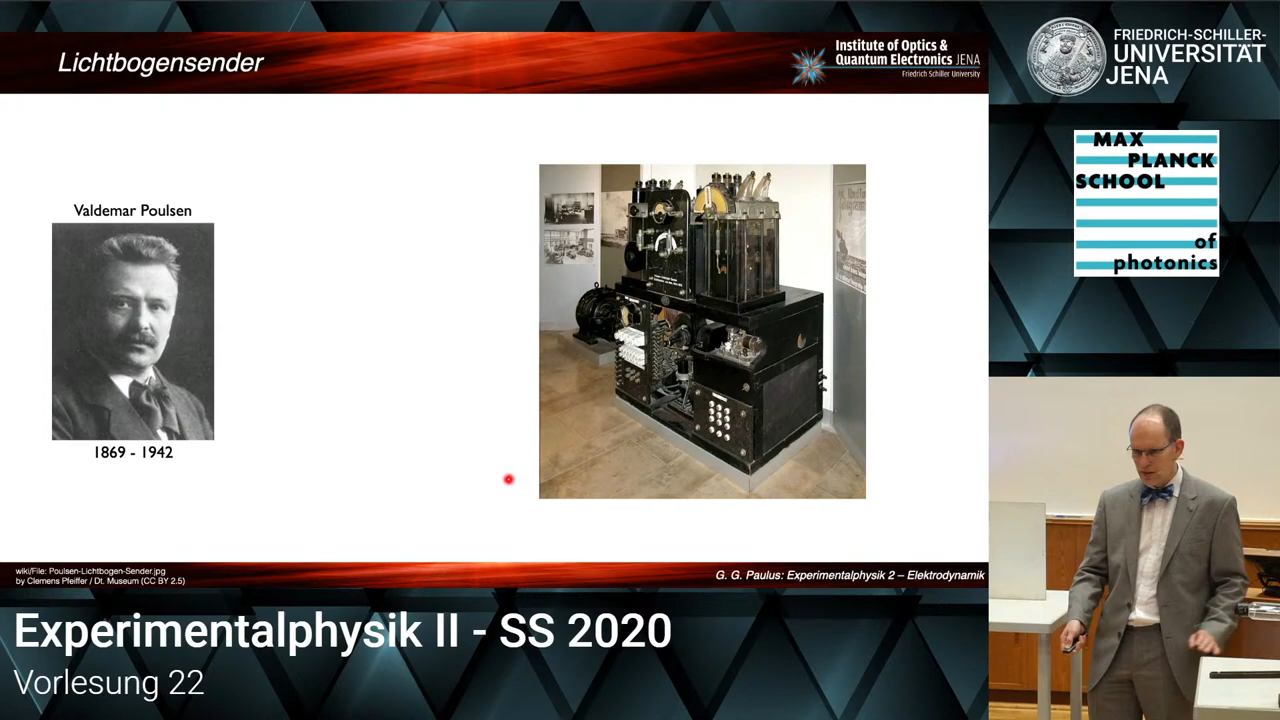 Lichtbogensender
Institute of Optics &
Quantum Electronics JENA
Friedrich Schiller University
FRIEDRICH-SCHILLER-
UNIVERSITÄT
JENA
MAX
PLANCK
SCHOOL
of
photonics
Valdemar Poulsen
1869 - 1942
wiki/File: Poulsen-Lichtbogen-Sender.jpg
by Clemens Pfeiffer / Dt. Museum (CC BY 2.5)
G. G. Paulus: Experimentalphysik 2 – Elektrodynamik
Experimentalphysik II - SS 2020
Vorlesung 22